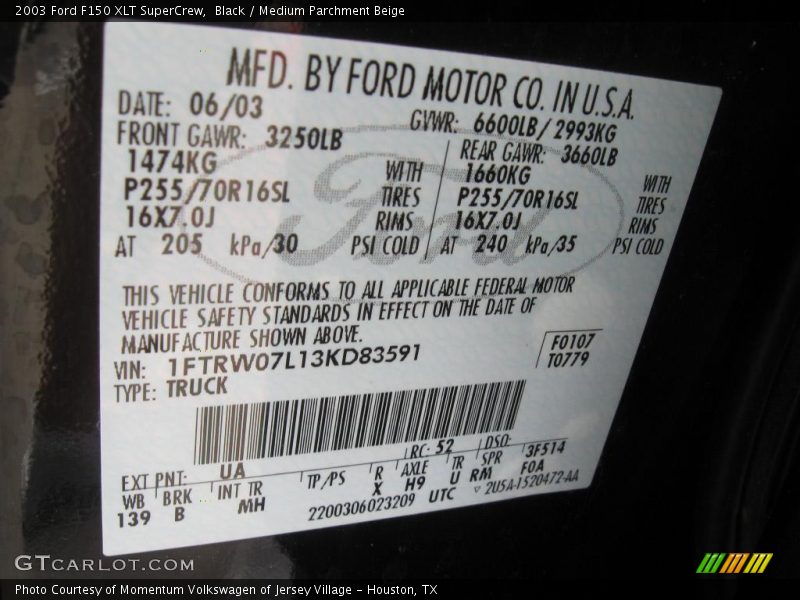 2003 Ford F150 XLT SuperCrew, Black / Medium Parchment Beige
MFD. BY FORD MOTOR CO. IN U.S.A.
DATE: 06/03
GVWR: 6600LB/2993KG
FRONT GAWR: 3250LB
1474KG WITH
P255/70R16SL TIRES
16X7.0J RIMS
AT 205 kPa/30 PSI COLD
REAR GAWR: 3660LB
1660KG WITH
P255/70R16SL TIRES
16X7.0J RIMS
AT 240 kPa/35 PSI COLD
THIS VEHICLE CONFORMS TO ALL APPLICABLE FEDERAL MOTOR
VEHICLE SAFETY STANDARDS IN EFFECT ON THE DATE OF
MANUFACTURE SHOWN ABOVE.
VIN: 1FTRW07L13KD83591
TYPE: TRUCK
F0107
T0779
EXT PNT: UA RC: 52 DSO:
WB BRK INT TR TP/PS R AXLE TR SPR 3F514
139 B MH X H9 U RM F0A
2200306023209 UTC 2U5A-1520472-AA
Ford
GTCARLOT.COM
Photo Courtesy of Momentum Volkswagen of Jersey Village - Houston, TX